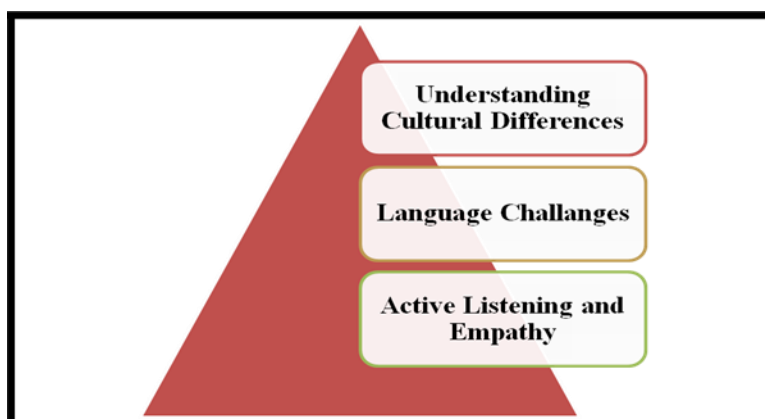 Understanding
Cultural Differences
Language Challanges
Active Listening and
Empathy